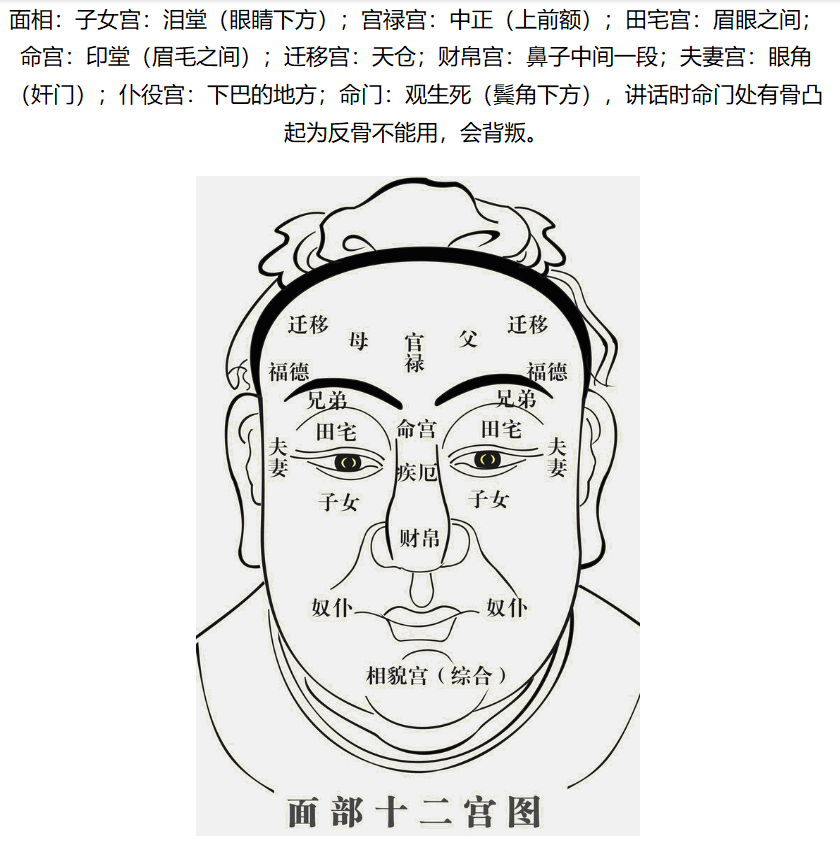 面相：子女宫：泪堂（眼睛下方）；宫禄宫：中正（上前额）；田宅宫：眉眼之间；
命宫：印堂（眉毛之间）；迁移宫：天仓；财帛宫：鼻子中间一段；夫妻宫：眼角
（奸门）；仆役宫：下巴的地方；命门：观生死（鬓角下方），讲话时命门处有骨凸
起为反骨不能用，会背叛。
迁移
母
官禄
父
迁移
福德
福德
兄弟
兄弟
田宅
命宫
田宅
夫妻
夫妻
疾厄
子女
子女
财帛
奴仆
奴仆
相貌宫（综合）
面部十二宫图